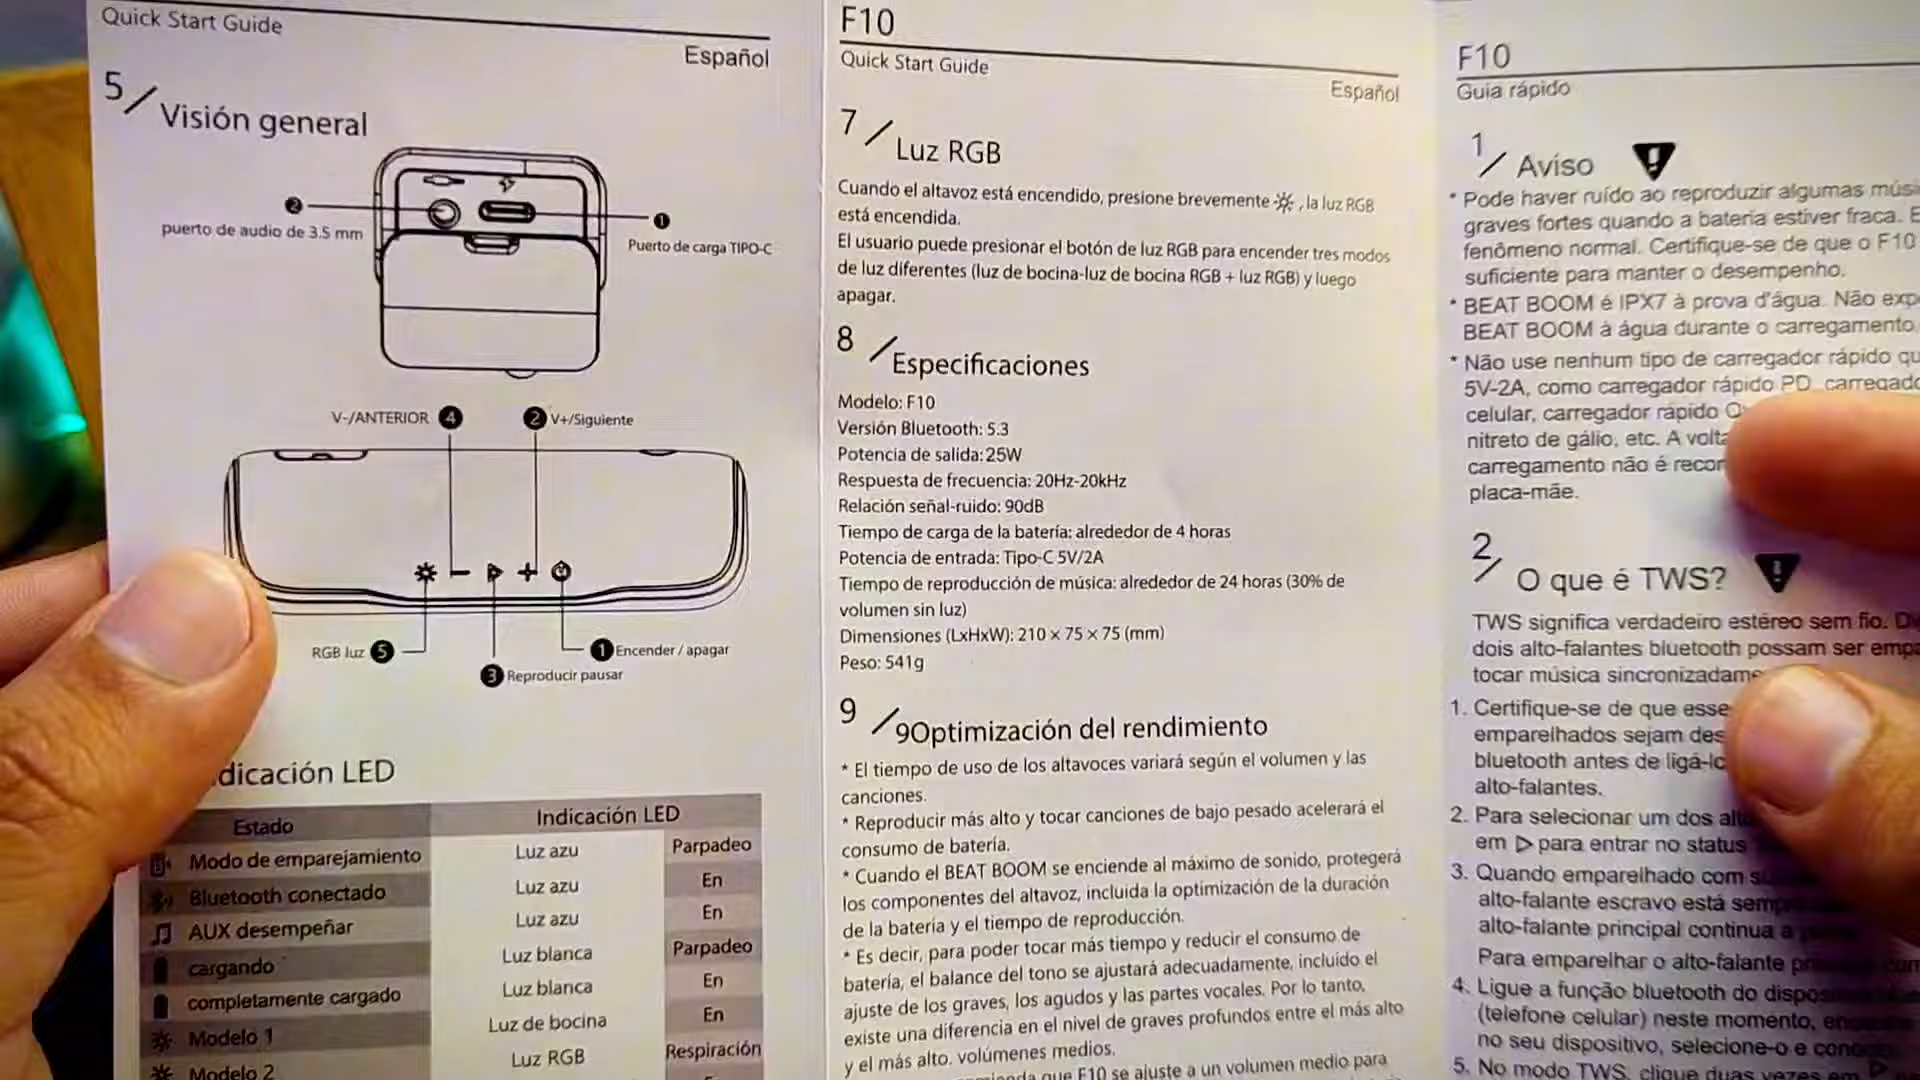 Quick Start Guide
Español
5/ Visión general
2
puerto de audio de 3.5 mm
1
Puerto de carga TIPO-C
V-/ANTERIOR 4
2 V+/Siguiente
RGB luz 5
1 Encender / apagar
3 Reproducir pausar
dicación LED
Estado
Indicación LED
Modo de emparejamiento Luz azu Parpadeo
Bluetooth conectado Luz azu En
AUX desempeñar Luz azu En
cargando Luz blanca Parpadeo
completamente cargado Luz blanca En
Modelo 1 Luz de bocina En
Modelo 2 Luz RGB Respiración
F10
Quick Start Guide
Español
7/ Luz RGB
Cuando el altavoz está encendido, presione brevemente , la luz RGB
está encendida.
El usuario puede presionar el botón de luz RGB para encender tres modos
de luz diferentes (luz de bocina-luz de bocina RGB + luz RGB) y luego
apagar.
8/ Especificaciones
Modelo: F10
Versión Bluetooth: 5.3
Potencia de salida: 25W
Respuesta de frecuencia: 20Hz-20kHz
Relación señal-ruido: 90dB
Tiempo de carga de la batería: alrededor de 4 horas
Potencia de entrada: Tipo-C 5V/2A
Tiempo de reproducción de música: alrededor de 24 horas (30% de
volumen sin luz)
Dimensiones (LxHxW): 210 x 75 x 75 (mm)
Peso: 541g
9/ 9Optimización del rendimiento
* El tiempo de uso de los altavoces variará según el volumen y las
canciones.
* Reproducir más alto y tocar canciones de bajo pesado acelerará el
consumo de batería.
* Cuando el BEAT BOOM se enciende al máximo de sonido, protegerá
los componentes del altavoz, incluida la optimización de la duración
de la batería y el tiempo de reproducción.
* Es decir, para poder tocar más tiempo y reducir el consumo de
batería, el balance del tono se ajustará adecuadamente, incluido el
ajuste de los graves, los agudos y las partes vocales. Por lo tanto,
existe una diferencia en el nivel de graves profundos entre el más alto
y el más alto. volúmenes medios.
que F10 se ajuste a un volumen medio para
F10
Guia rápido
1/ Aviso
* Pode haver ruído ao reproduzir algumas
graves fortes quando a bateria estiver fraca.
fenômeno normal. Certifique-se de que o F10
suficiente para manter o desempenho.
* BEAT BOOM é IPX7 à prova d'água. Não
BEAT BOOM à água durante o carregamento.
* Não use nenhum tipo de carregador rápido
5V-2A, como carregador rápido PD,
celular, carregador rápido
nitreto de gálio, etc. A
carregamento não é
placa-mãe.
2/ O que é TWS?
TWS significa verdadeiro estéreo sem fio.
dois alto-falantes bluetooth possam ser
tocar música
1. Certifique-se de que esse
emparelhados sejam
bluetooth antes de
alto-falantes.
2. Para selecionar um dos
em ▷ para entrar no status
3. Quando emparelhado com
alto-falante escravo está
alto-falante principal continua a
Para emparelhar o alto-falante
4. Ligue a função bluetooth do
(telefone celular) neste momento,
no seu dispositivo, selecione-o e
5. No modo TWS, clique duas vezes em ▷